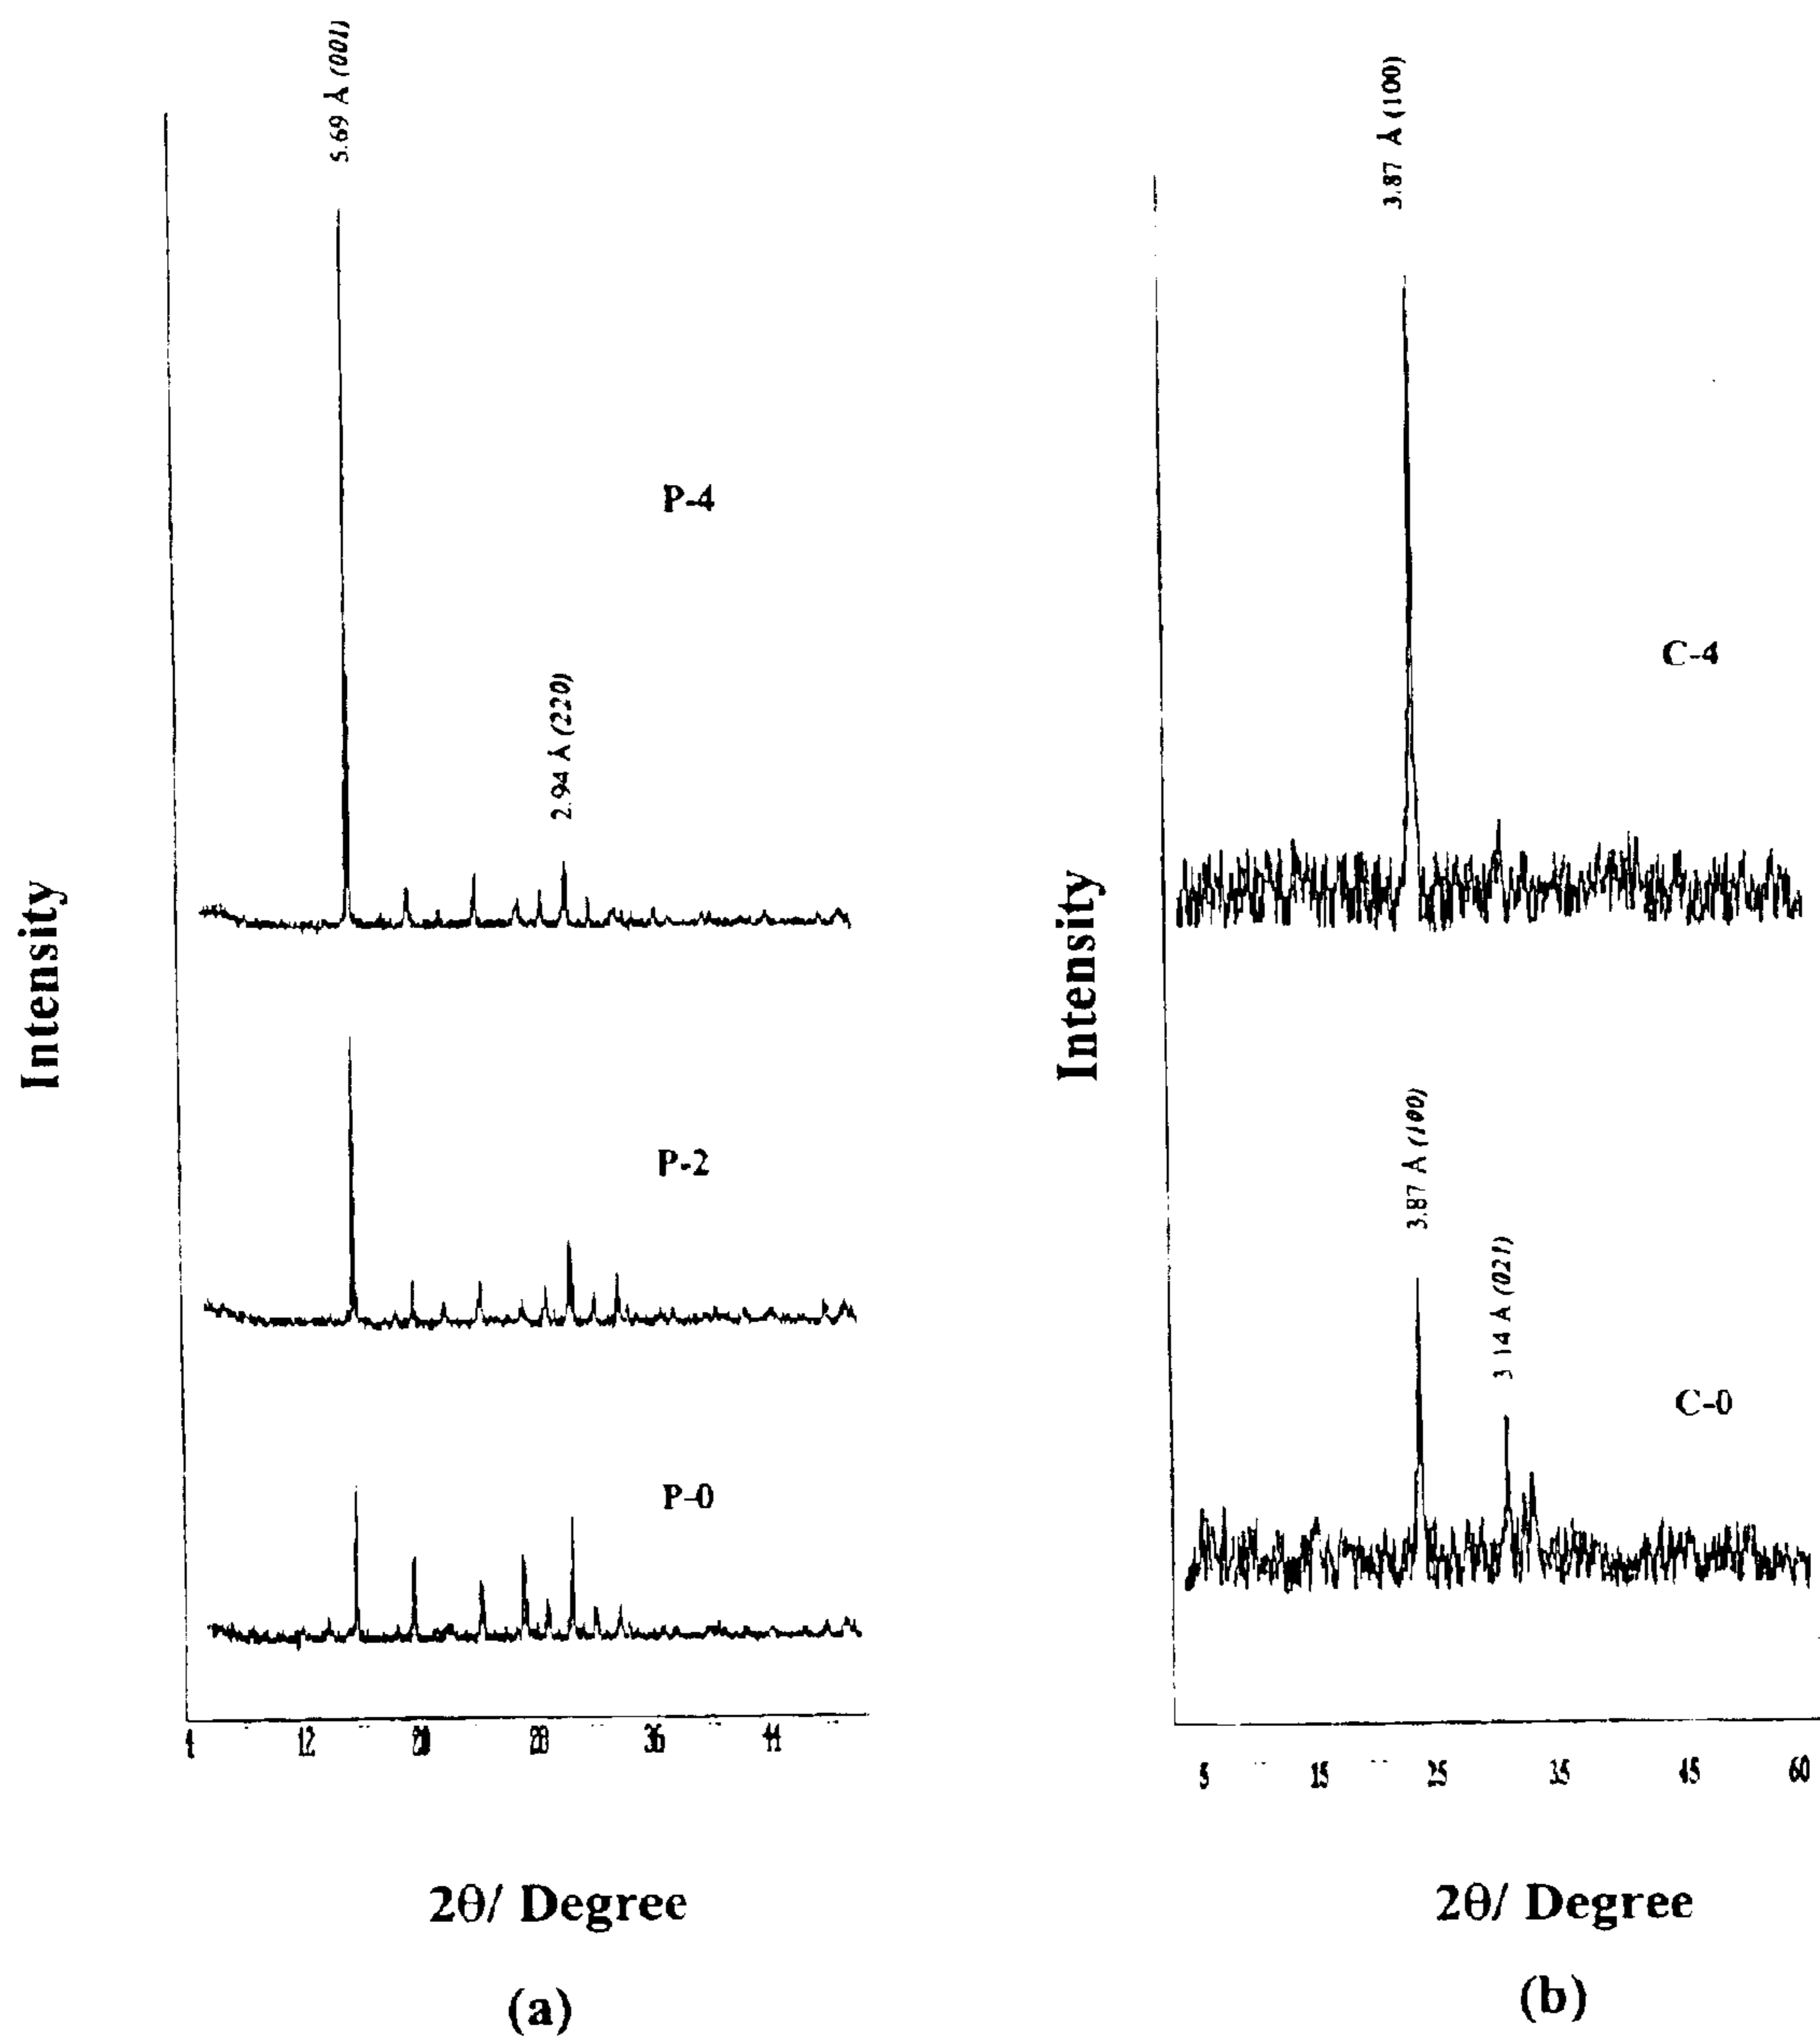 5.69 Å (001)
P-4
2.94 Å (220)
Intensity
P-2
P-0
4 12 20 28 36 44
2θ/ Degree
(a)
3.87 Å (100)
C-4
Intensity
3.87 Å (100)
3.14 Å (021)
C-0
5 15 25 35 45 60
2θ/ Degree
(b)